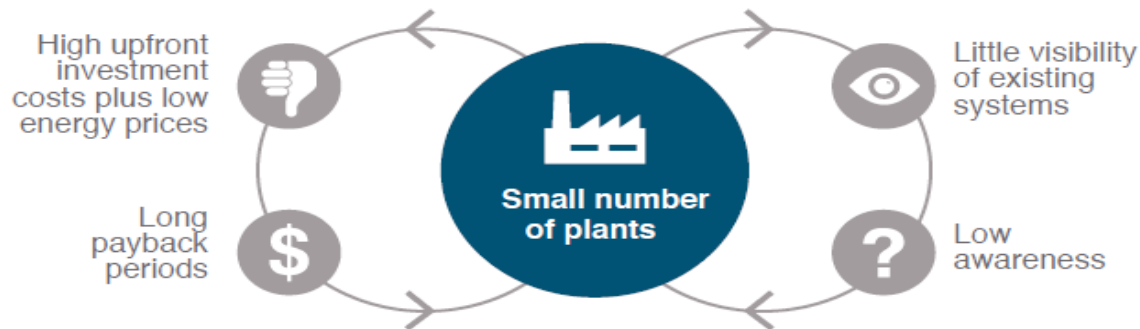 High upfront
investment
costs plus low
energy prices
Little visibility
of existing
systems
Small number
of plants
Long
payback
periods
$
?
Low
awareness